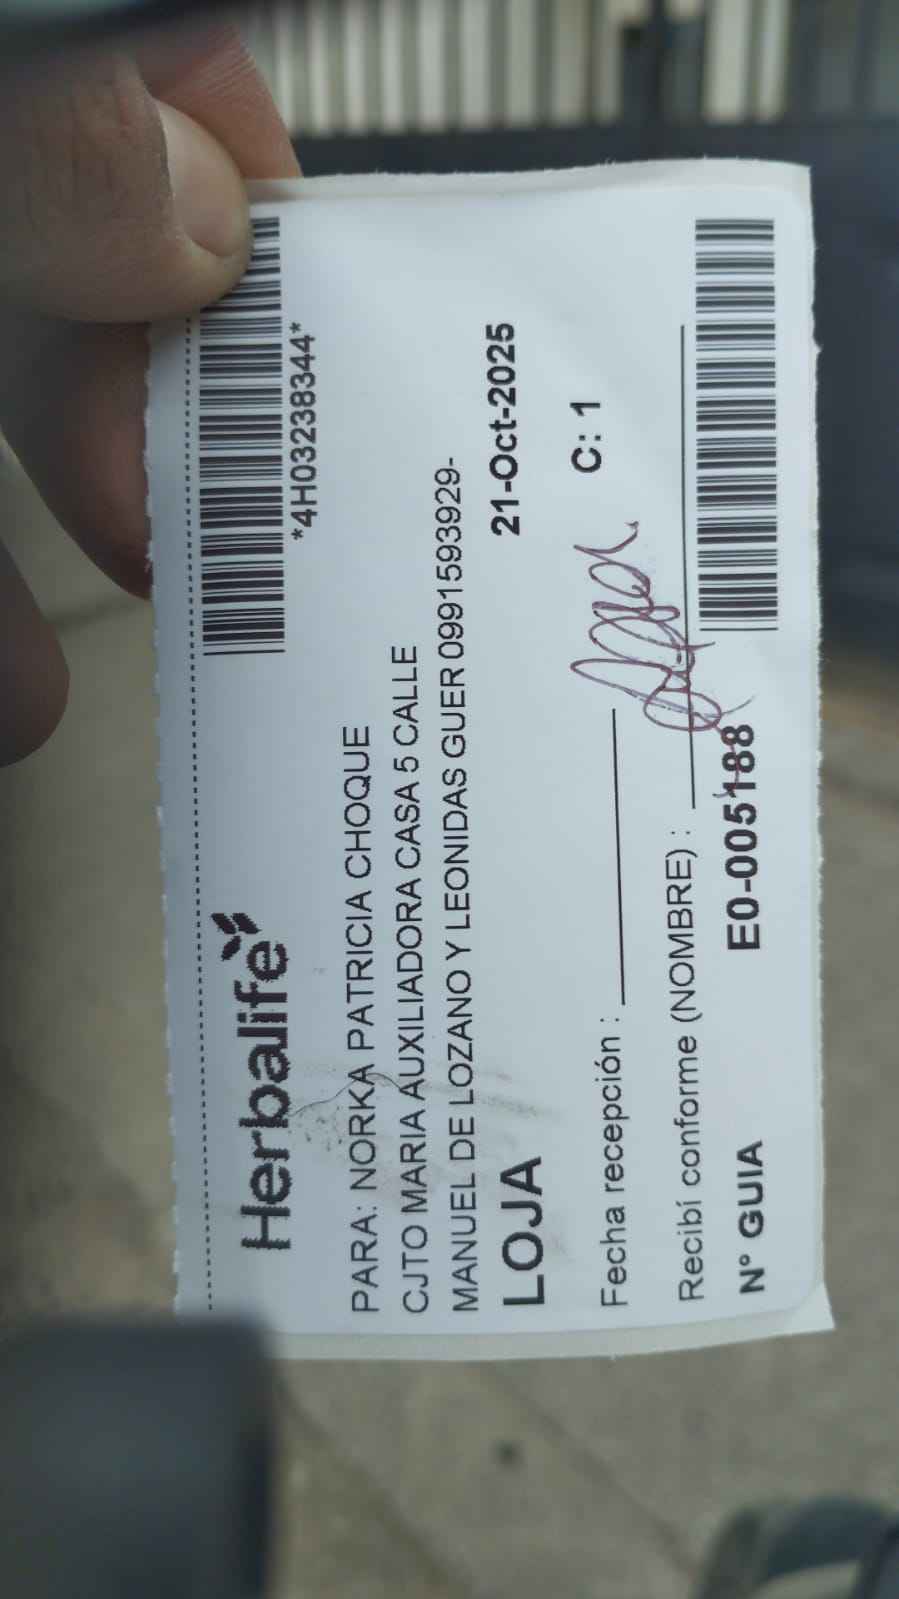 Herbalife
*4H03238344*
PARA: NORKA PATRICIA CHOQUE
CJTO MARIA AUXILIADORA CASA 5 CALLE
MANUEL DE LOZANO Y LEONIDAS GUER 0991593929-
LOJA 21-Oct-2025
Fecha recepción : C: 1
Recibí conforme (NOMBRE) :
N° GUIA E0-005188